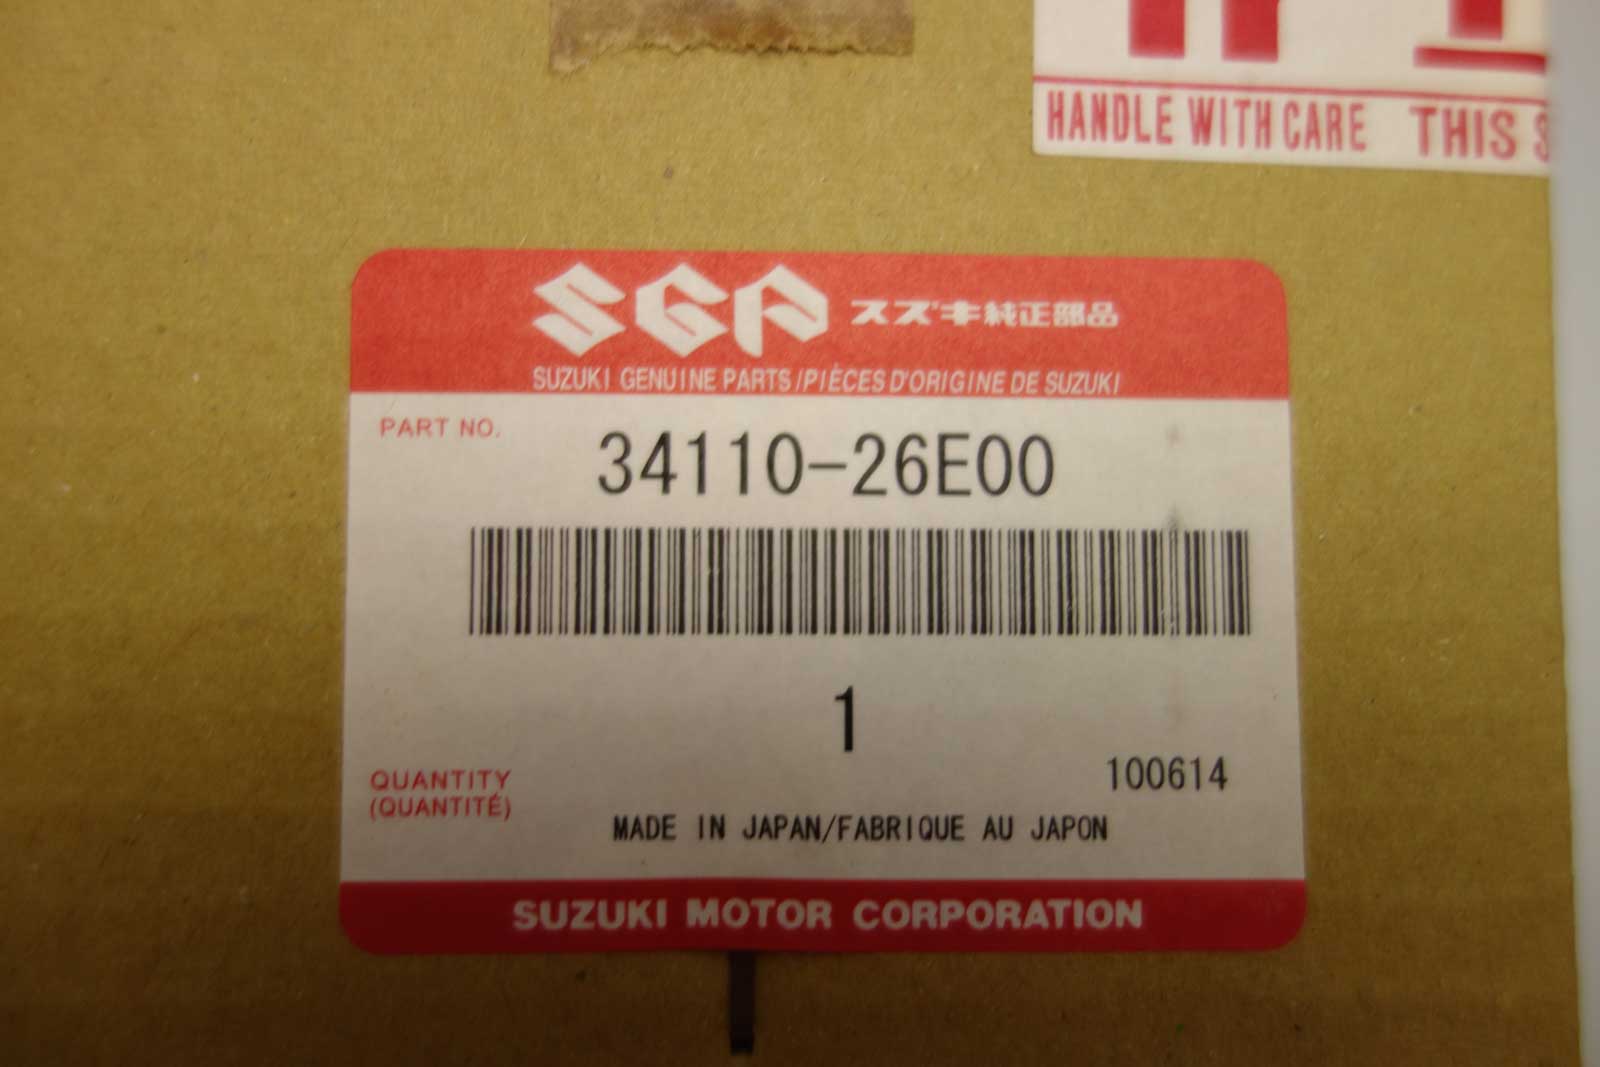 HANDLE WITH CARE THIS S
SGP スズキ純正部品
SUZUKI GENUINE PARTS/PIÈCES D'ORIGINE DE SUZUKI
PART NO.
34110-26E00
1
QUANTITY
(QUANTITÉ)
100614
MADE IN JAPAN/FABRIQUE AU JAPON
SUZUKI MOTOR CORPORATION